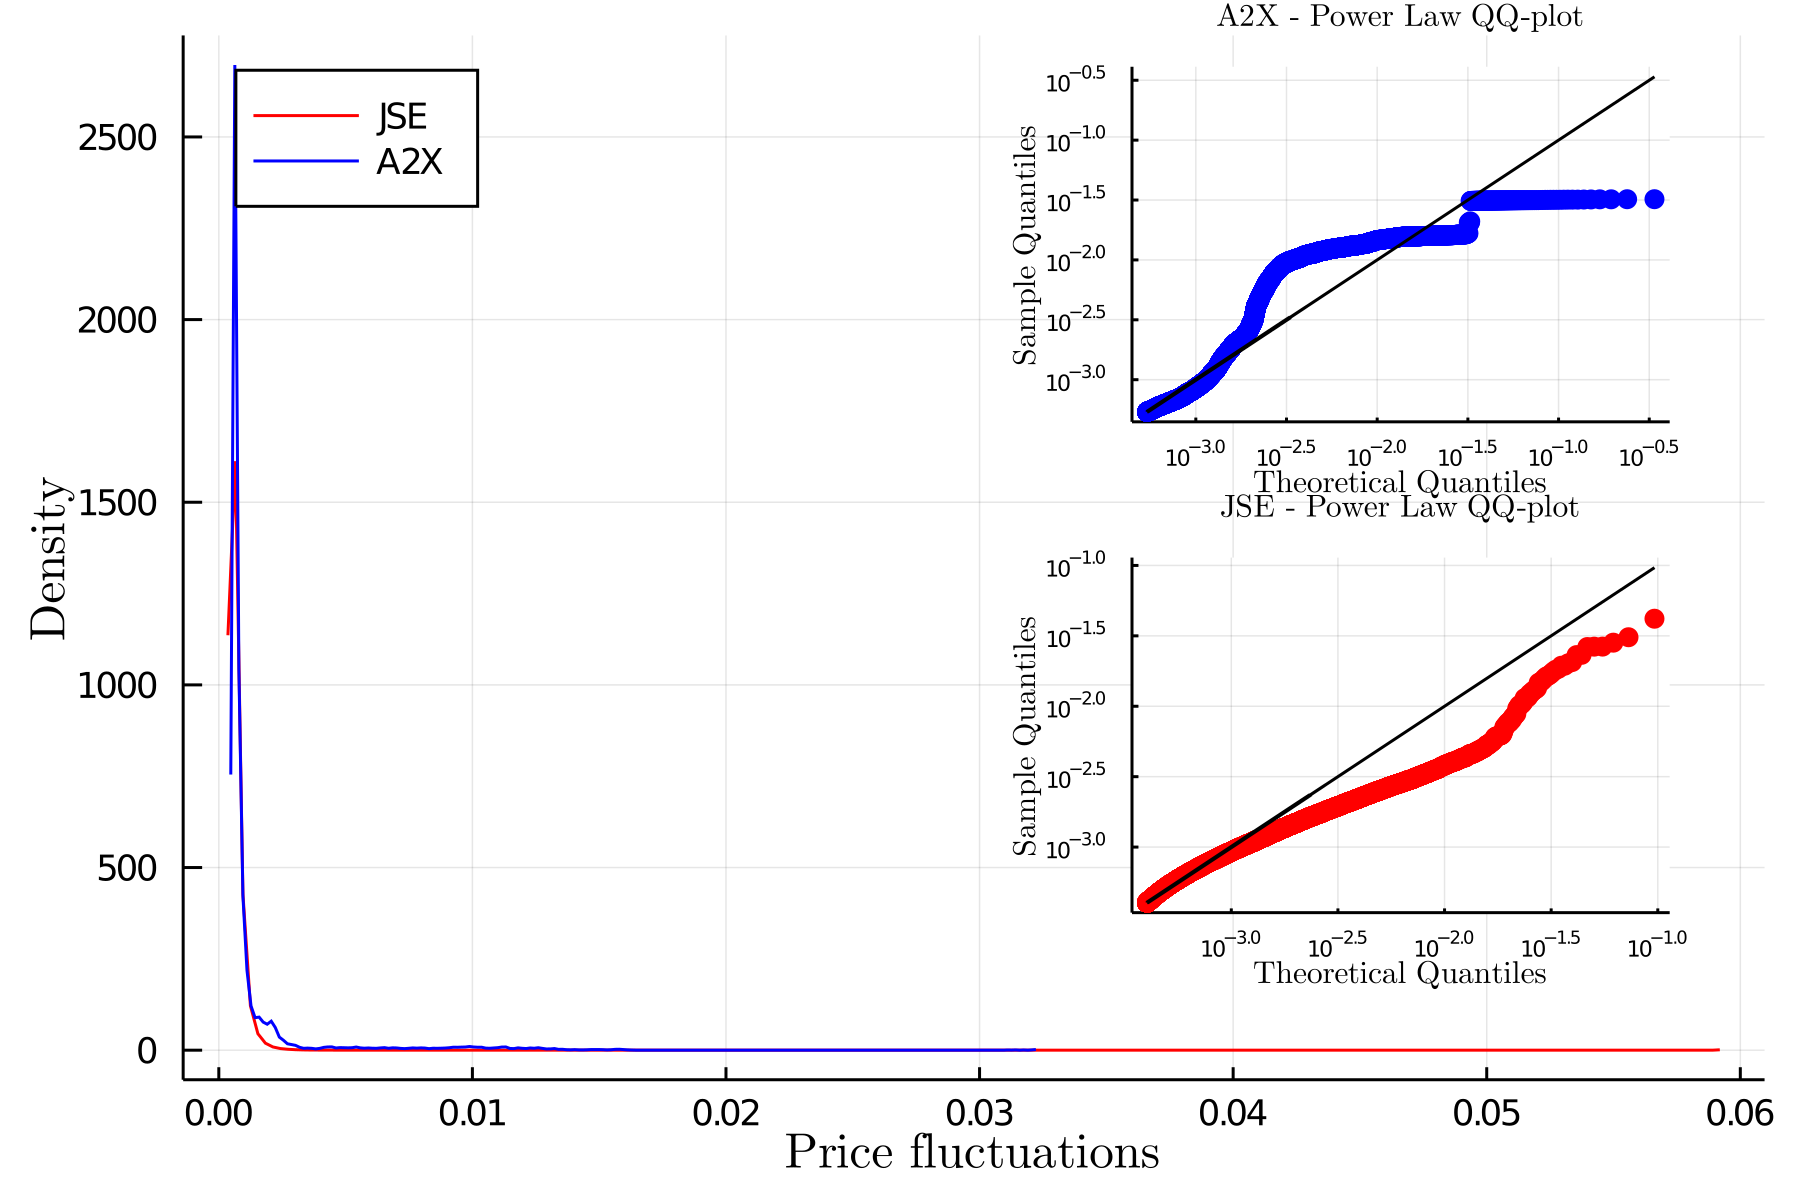 A2X - Power Law QQ-plot
Sample Quantiles
10^−0.5
10^−1.0
10^−1.5
10^−2.0
10^−2.5
10^−3.0
10^−3.0 10^−2.5 10^−2.0 10^−1.5 10^−1.0 10^−0.5
Theoretical Quantiles
JSE - Power Law QQ-plot
Sample Quantiles
10^−1.0
10^−1.5
10^−2.0
10^−2.5
10^−3.0
10^−3.0 10^−2.5 10^−2.0 10^−1.5 10^−1.0
Theoretical Quantiles
JSE
A2X
Density
2500
2000
1500
1000
500
0
0.00 0.01 0.02 0.03 0.04 0.05 0.06
Price fluctuations